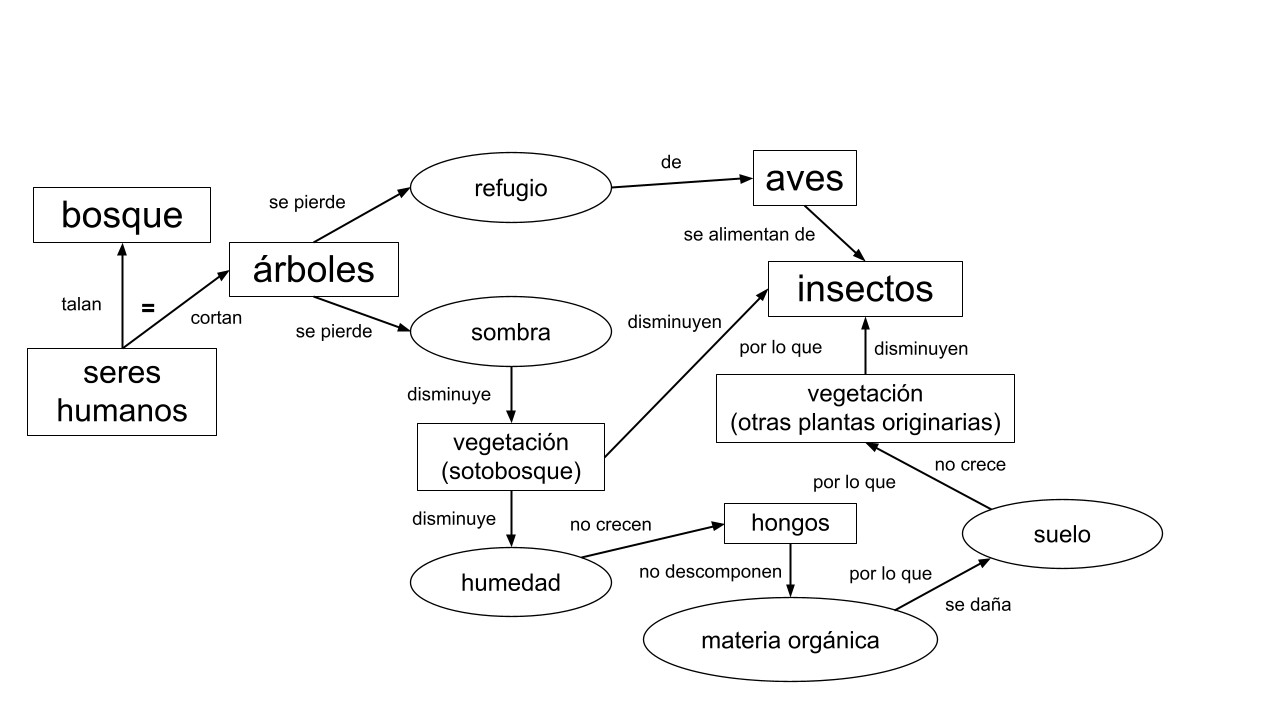 refugio
de
aves
se pierde
bosque
se alimentan de
árboles
insectos
talan
=
cortan
se pierde
sombra
disminuyen
por lo que
disminuyen
seres
humanos
disminuye
vegetación
(otras plantas originarias)
vegetación
(sotobosque)
no crece
por lo que
disminuye
no crecen
hongos
suelo
humedad
no descomponen
por lo que
se daña
materia orgánica